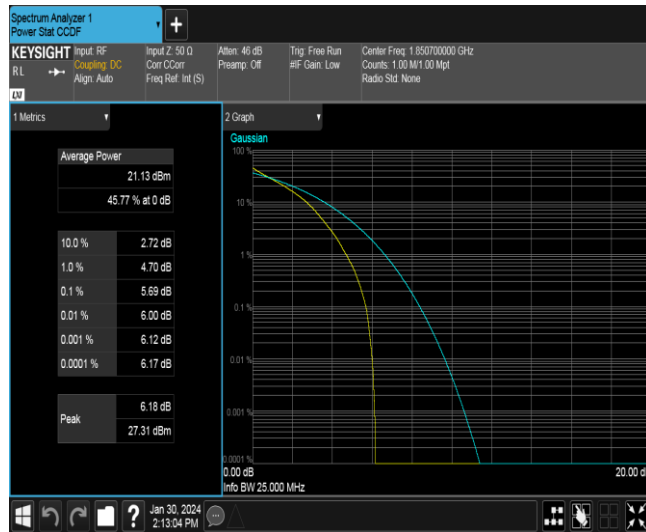 Spectrum Analyzer 1
Power Stat CCDF
+
KEYSIGHT
RL
LXI
Input: RF
Coupling: DC
Align: Auto
Input Z: 50 Ω
Corr CCorr
Freq Ref: Int (S)
Atten: 46 dB
Preamp: Off
Trig: Free Run
#IF Gain: Low
Center Freq: 1.850700000 GHz
Counts: 1.00 M/1.00 Mpt
Radio Std: None
1 Metrics
Average Power
21.13 dBm
45.77 % at 0 dB
10.0 % 2.72 dB
1.0 % 4.70 dB
0.1 % 5.69 dB
0.01 % 6.00 dB
0.001 % 6.12 dB
0.0001 % 6.17 dB
Peak
6.18 dB
27.31 dBm
2 Graph
Gaussian
100 %
10 %
1 %
0.1 %
0.01 %
0.001 %
0.0001 %
0.00 dB
20.00 d
Info BW 25.000 MHz
?
Jan 30, 2024
2:13:04 PM